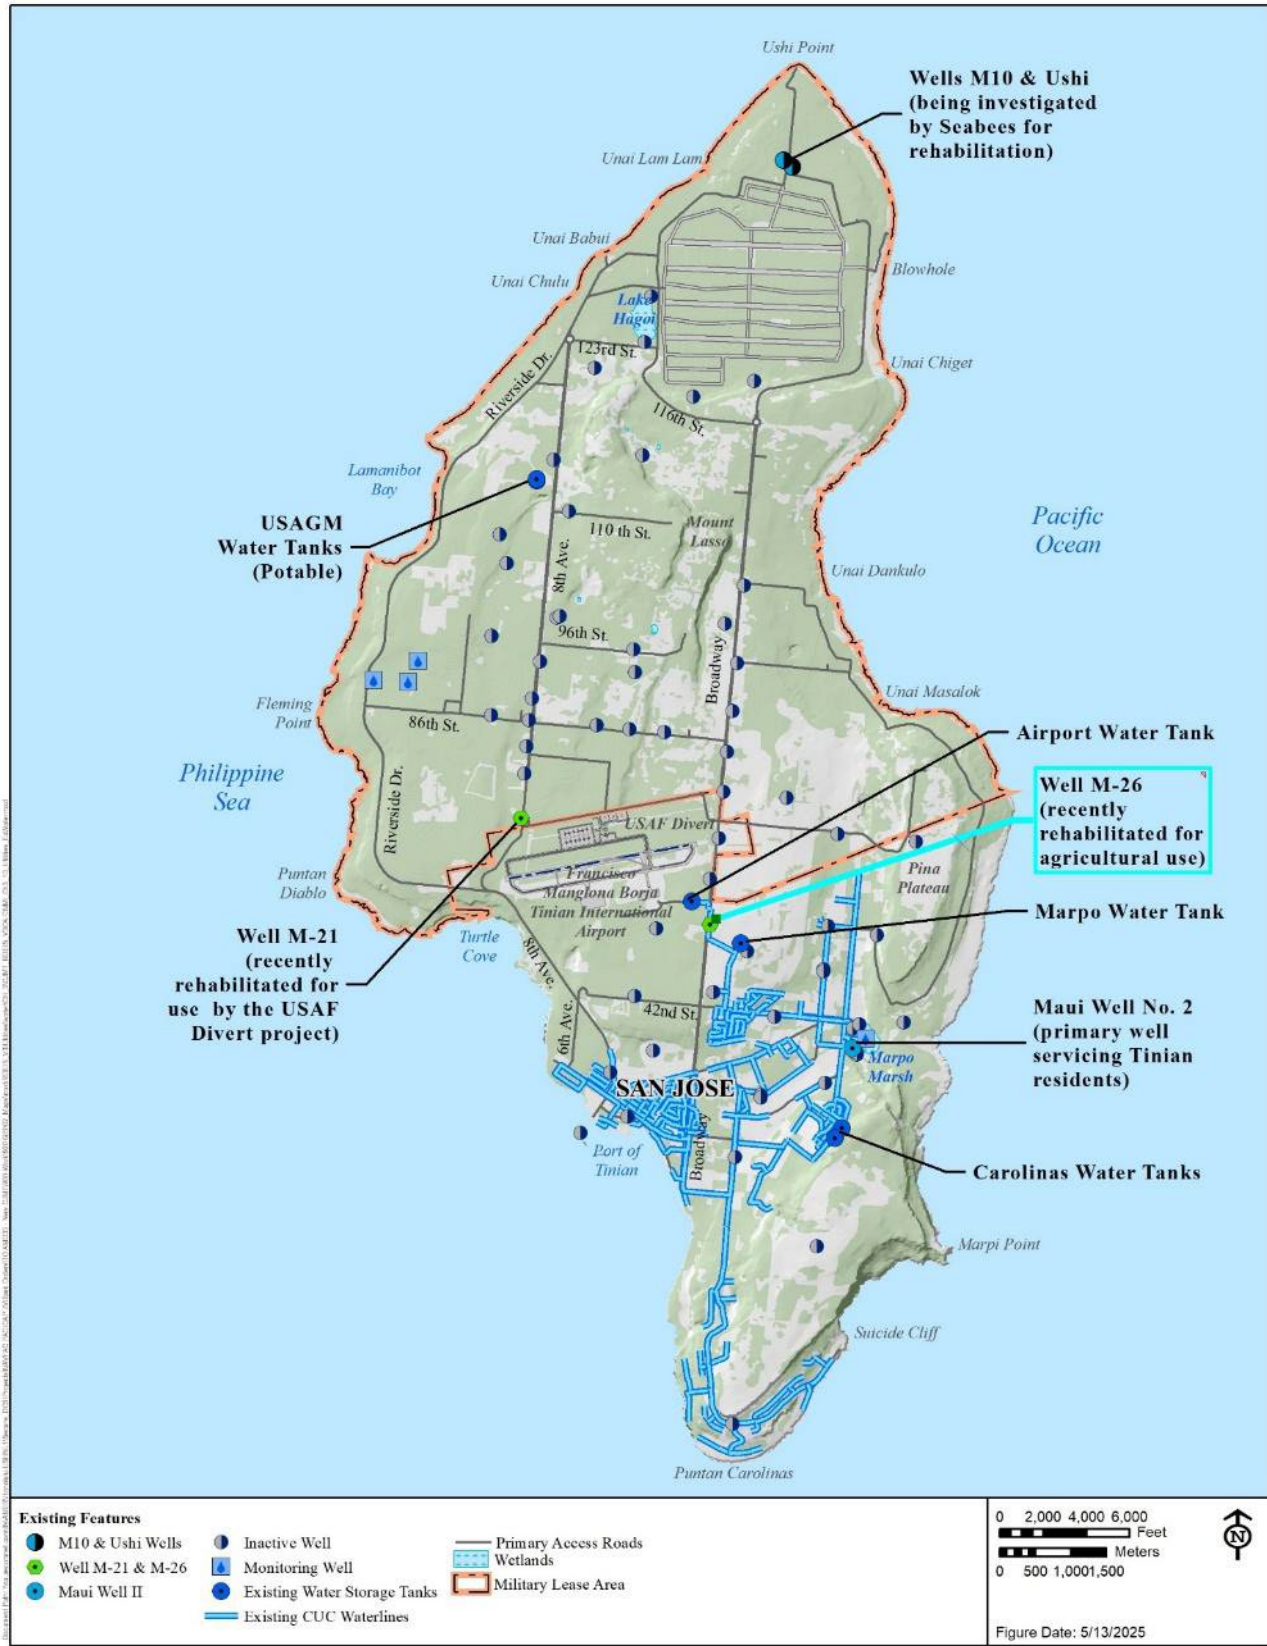 Ushi Point
Wells M10 & Ushi
(being investigated
by Seabees for
rehabilitation)
Unai Lam Lam
Unai Babui
Unai Chulu
Blowhole
Lake
Hagoi
123rd St.
Riverside Dr.
Unai Chiget
116th St.
Lamanibot
Bay
USAGM
Water Tanks
(Potable)
110 th St.
Mount
Lasso
Pacific
Ocean
8th Ave.
Unai Dankulo
96th St.
Broadway
Unai Masalok
Fleming
Point
86th St.
Airport Water Tank
Philippine
Sea
Riverside Dr.
Well M-26
(recently
rehabilitated for
agricultural use)
USAF Divert
Puntan
Diablo
Francisco
Manglona Borja
Tinian International
Airport
Pina
Plateau
Marpo Water Tank
Well M-21
(recently
rehabilitated for
use by the USAF
Divert project)
Turtle
Cove
8th Ave.
6th Ave.
42nd St.
Maui Well No. 2
(primary well
servicing Tinian
residents)
Marpo
Marsh
SAN JOSE
Port of
Tinian
Broadway
Carolinas Water Tanks
Marpi Point
Suicide Cliff
Puntan Carolinas
Existing Features
M10 & Ushi Wells
Well M-21 & M-26
Maui Well II
Inactive Well
Monitoring Well
Existing Water Storage Tanks
Existing CUC Waterlines
Primary Access Roads
Wetlands
Military Lease Area
0 2,000 4,000 6,000
Feet
Meters
0 500 1,000 1,500
N
Figure Date: 5/13/2025